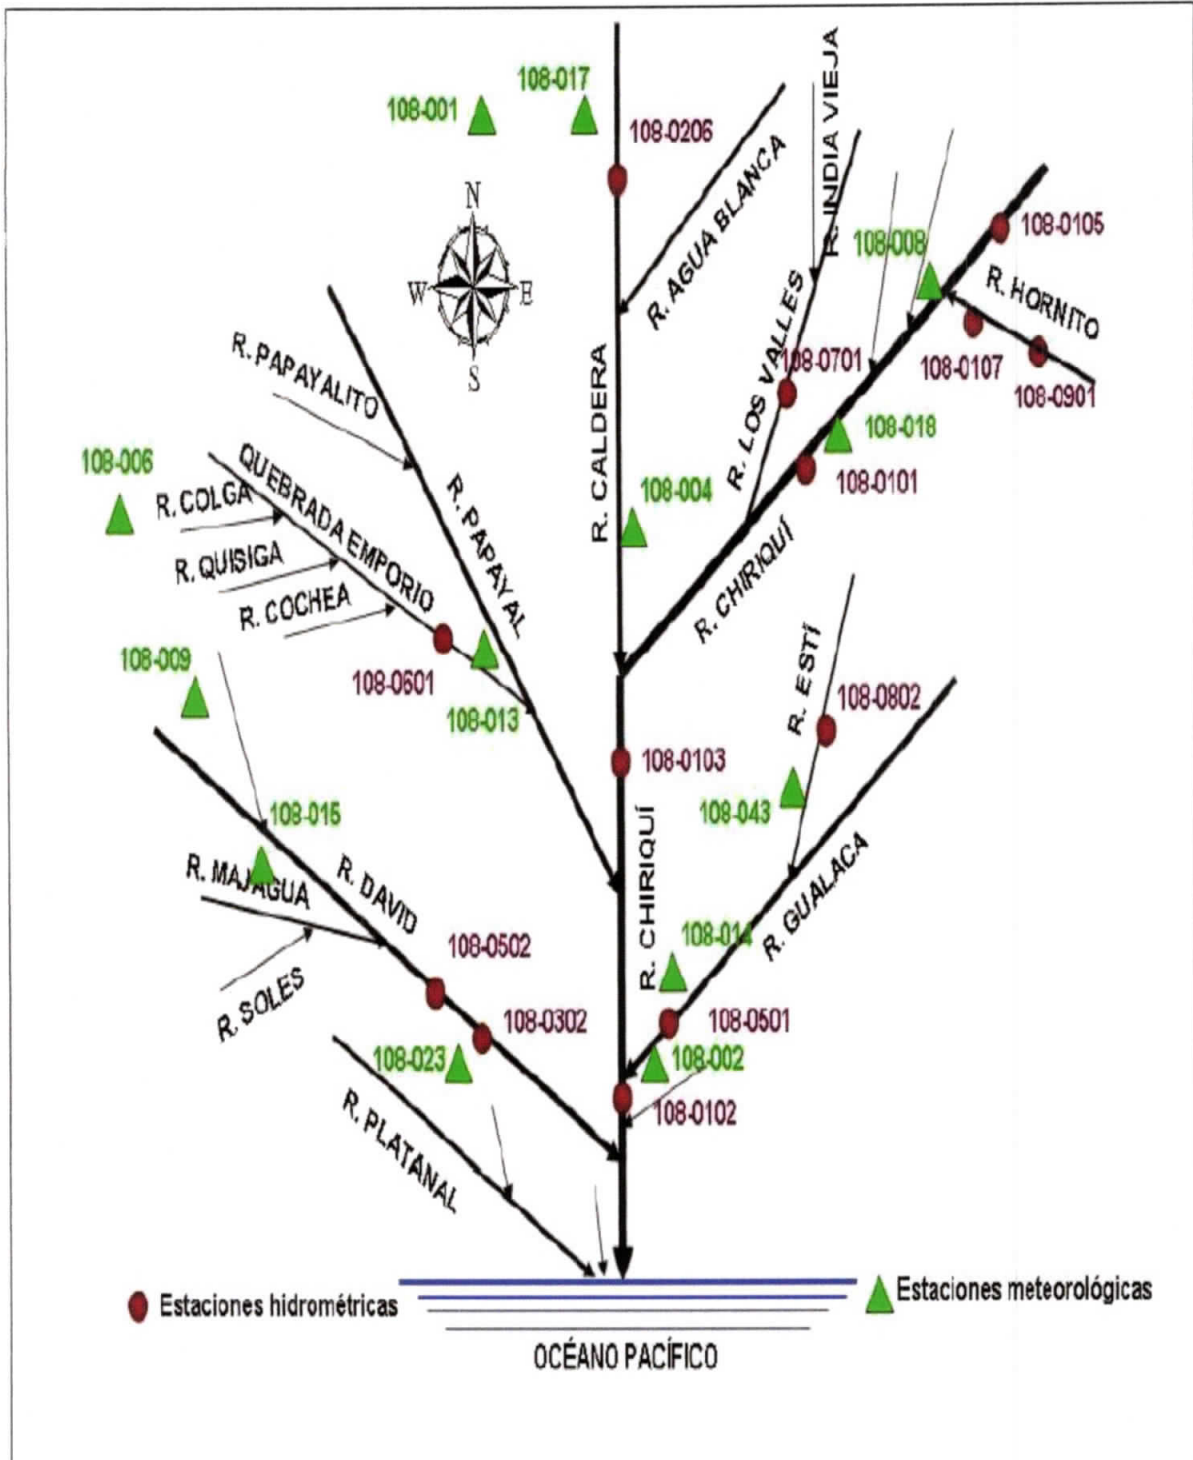 108-017
108-001
108-0206
R. INDIA VIEJA
R. AGUA BLANCA
N
W
E
S
108-008
108-0105
R. HORNITO
R. PAPAYALITO
R. CALDERA
R. LOS VALLES
108-0701
108-0107
108-0901
108-018
108-006
QUEBRADA EMPORIO
R. COLGA
R. PAPAYAL
108-004
108-0101
R. QUISIGA
R. COCHEA
R. CHIRIQUÍ
108-009
108-0601
108-013
R. ESTÍ
108-0802
108-0103
108-043
108-015
R. MAJAGUA
R. DAVID
R. CHIRIQUÍ
R. GUALACA
108-014
108-0502
R. SOLES
108-0302
108-0501
108-023
108-002
108-0102
R. PLATANAL
Estaciones hidrométricas
Estaciones meteorológicas
OCÉANO PACÍFICO